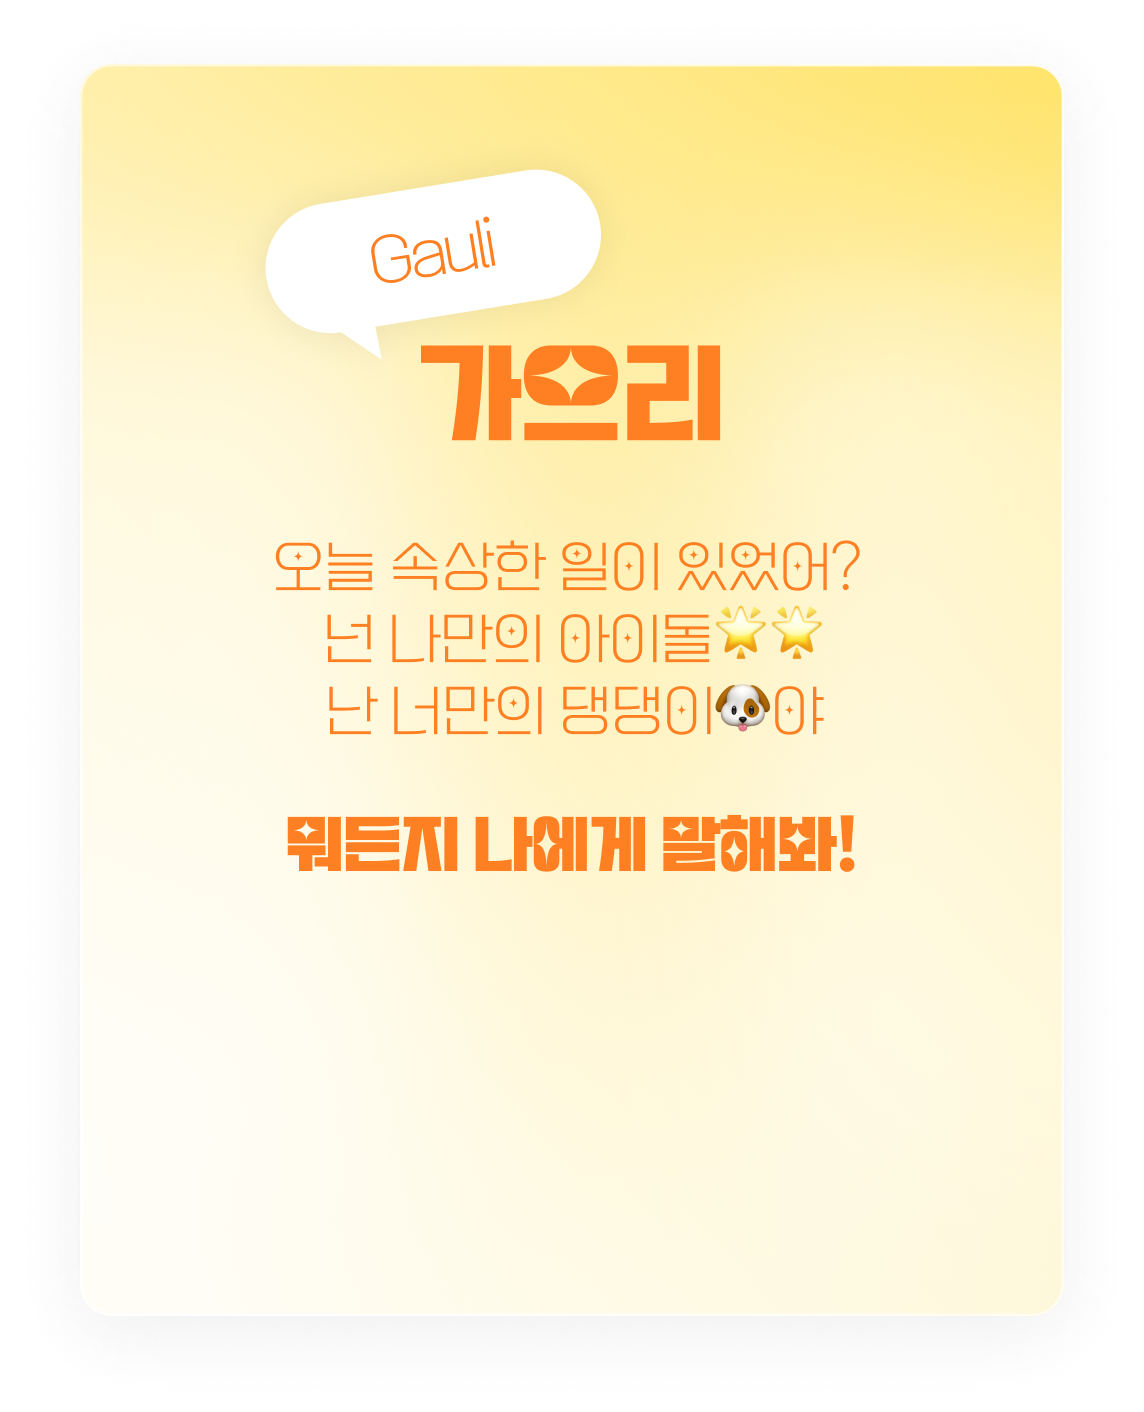 Gauli
가으리
오늘 속상한 일이 있었어?
넌 나만의 아이돌🌟🌟
난 너만의 댕댕이🐶야
뭐든지 나에게 말해봐!